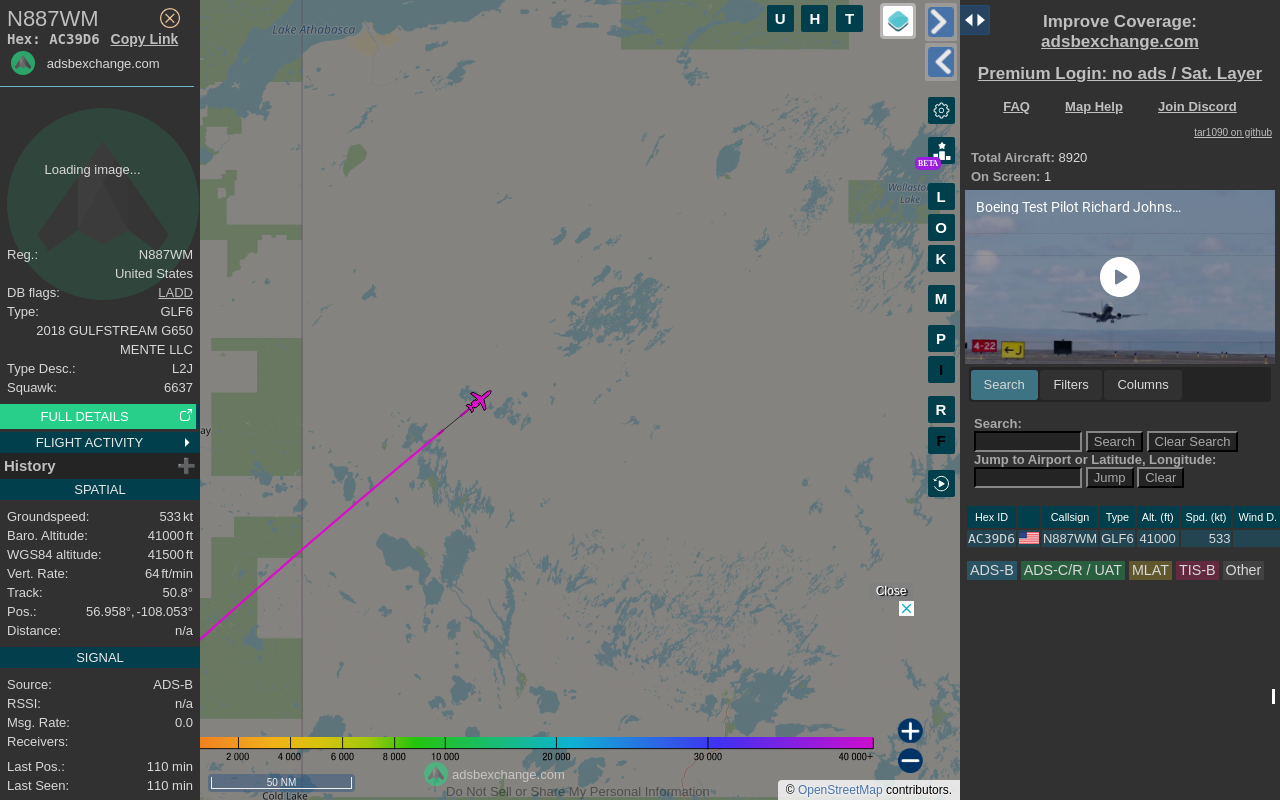 N887WM
Hex: AC39D6 Copy Link
adsbexchange.com
Loading image...
Reg.: N887WM
United States
DB flags: LADD
Type: GLF6
2018 GULFSTREAM G650
MENTE LLC
Type Desc.: L2J
Squawk: 6637
FULL DETAILS
FLIGHT ACTIVITY
History
SPATIAL
Groundspeed: 533 kt
Baro. Altitude: 41000 ft
WGS84 altitude: 41500 ft
Vert. Rate: 64 ft/min
Track: 50.8°
Pos.: 56.958°, -108.053°
Distance: n/a
SIGNAL
Source: ADS-B
RSSI: n/a
Msg. Rate: 0.0
Receivers:
Last Pos.: 110 min
Last Seen: 110 min
Lake Athabasca
U H T
BETA
Lake
L
O
K
M
P
I
R
F
ay
Close
2 000 4 000 6 000 8 000 10 000 20 000 30 000 40 000+
adsbexchange.com
50 NM
Do Not Sell or Share My Personal Information
Cold Lake
© OpenStreetMap contributors.
Improve Coverage:
adsbexchange.com
Premium Login: no ads / Sat. Layer
FAQ Map Help Join Discord
tar1090 on github
Total Aircraft: 8920
On Screen: 1
Boeing Test Pilot Richard Johns...
4-22 J
Search Filters Columns
Search:
Search Clear Search
Jump to Airport or Latitude, Longitude:
Jump Clear
Hex ID Callsign Type Alt. (ft) Spd. (kt) Wind D.
AC39D6 N887WM GLF6 41000 533
ADS-B ADS-C/R / UAT MLAT TIS-B Other